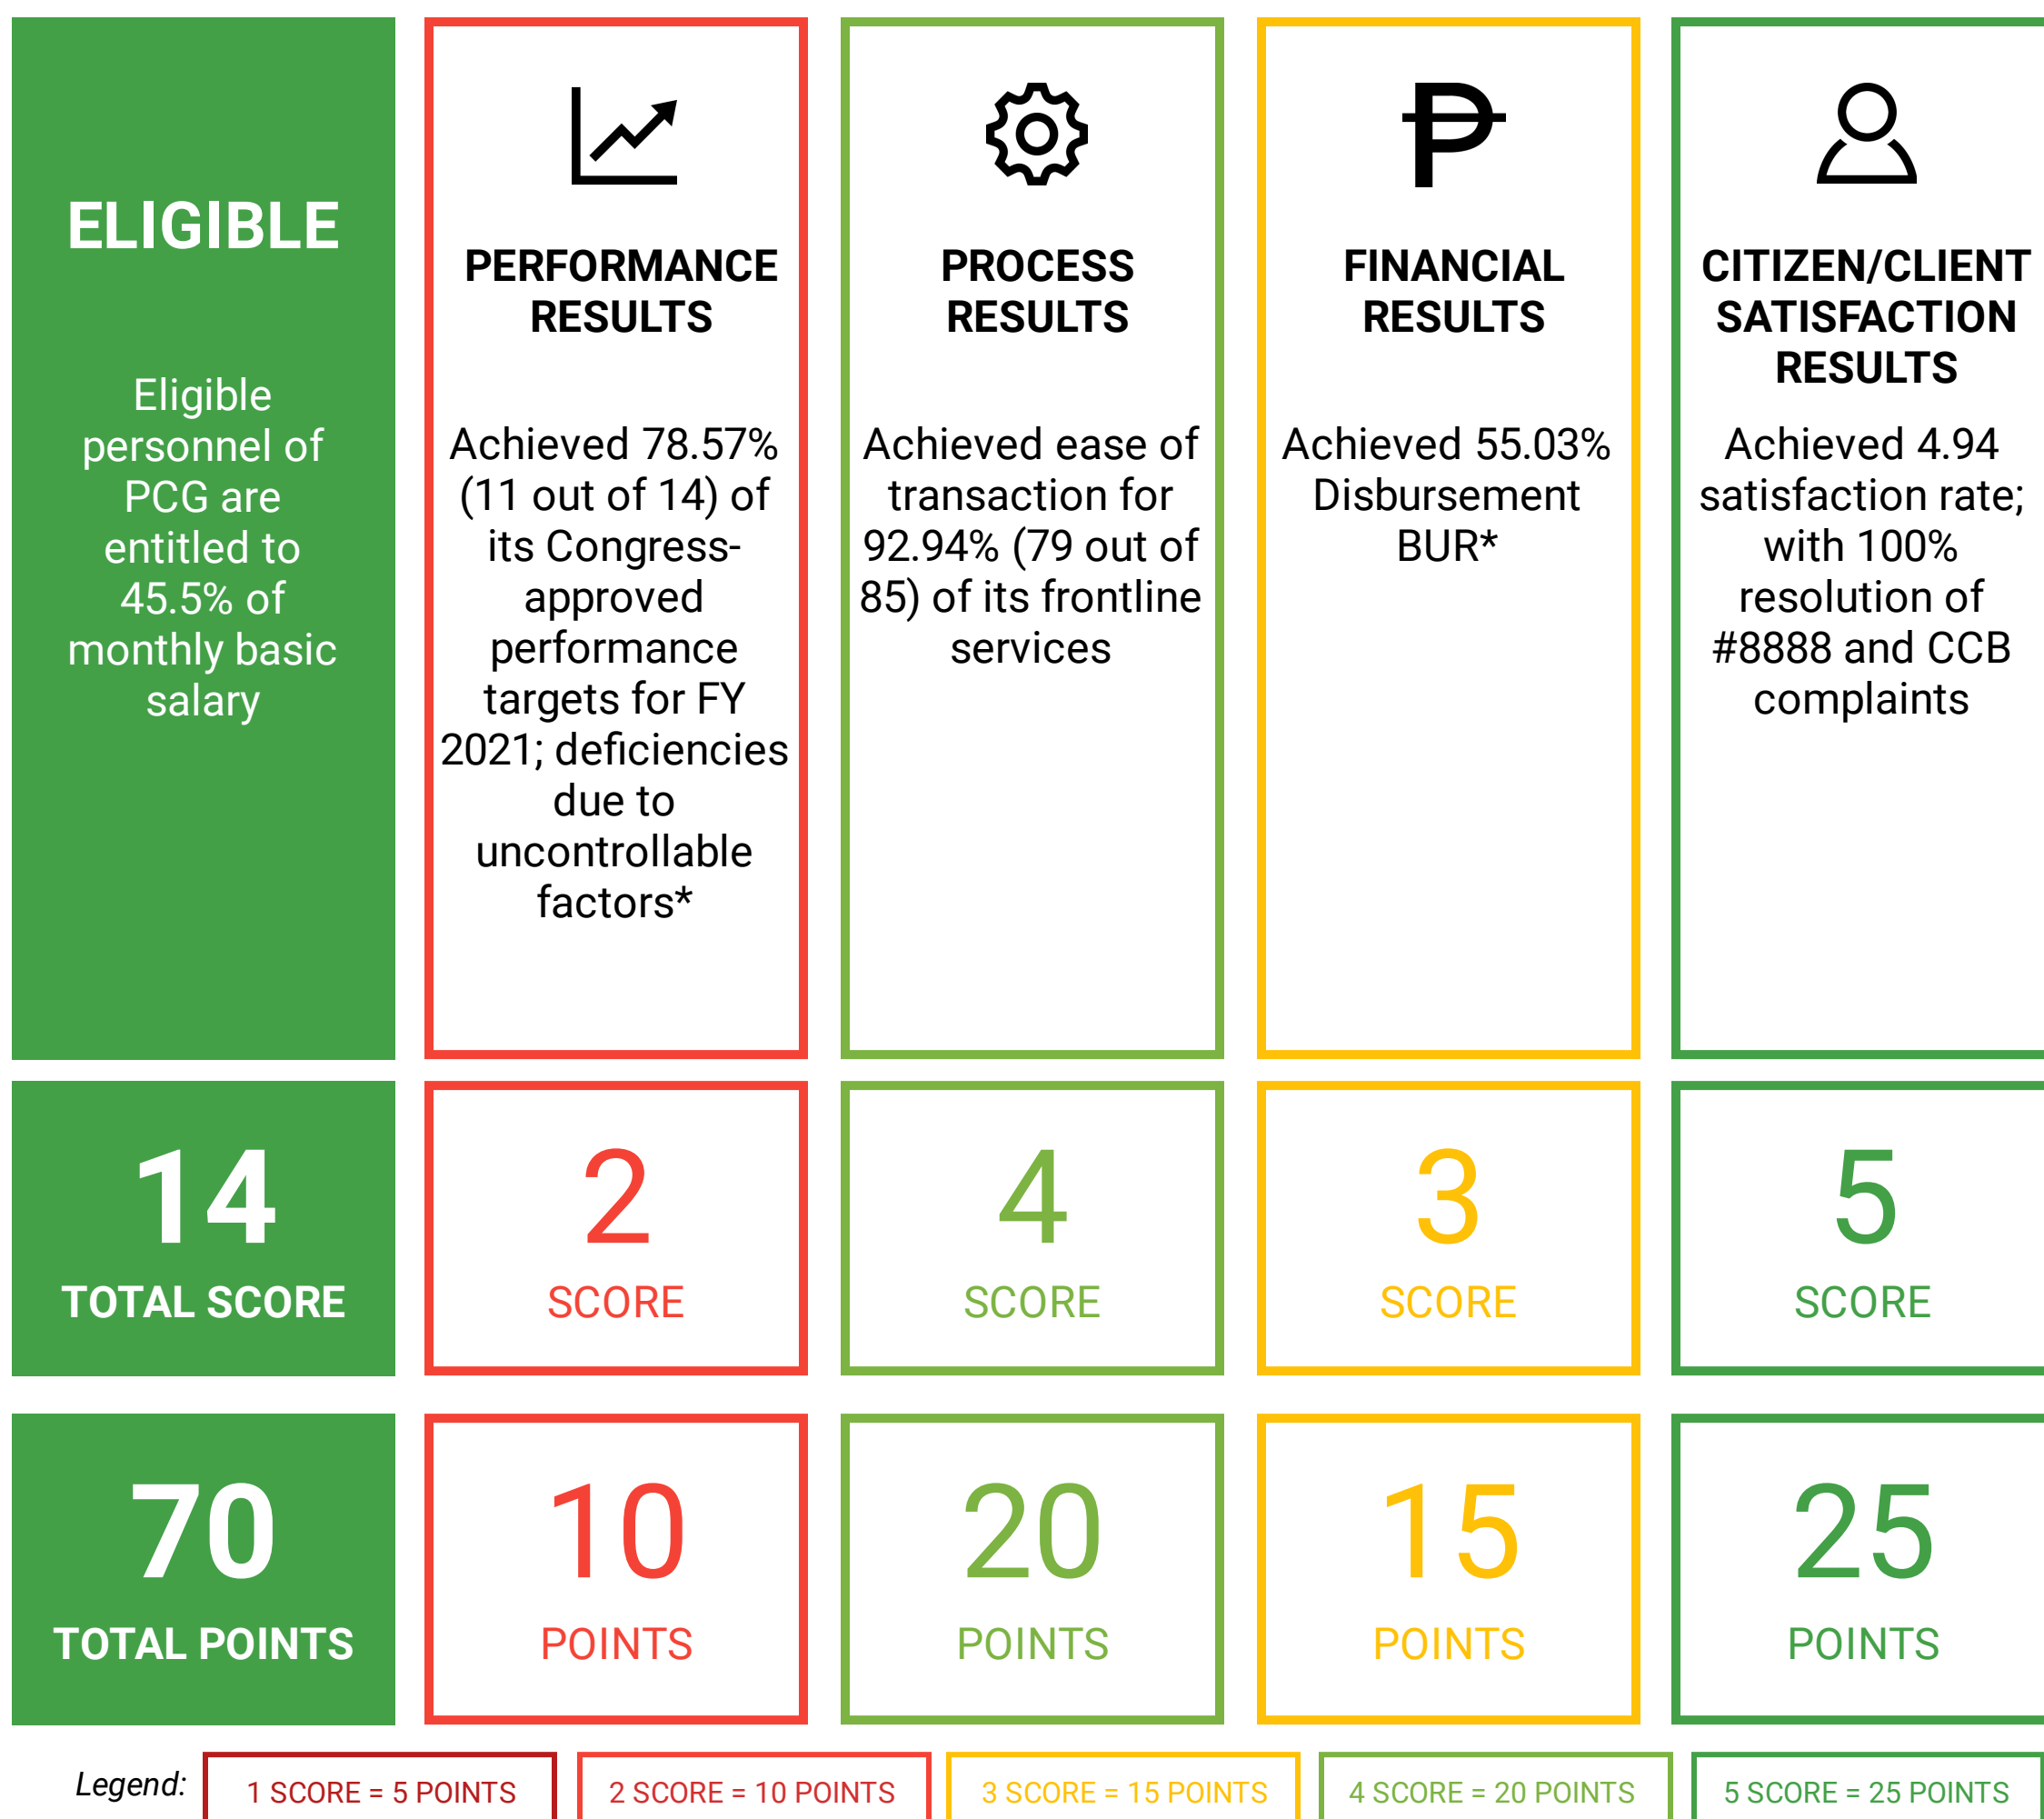 ELIGIBLE
Eligible
personnel of
PCG are
entitled to
45.5% of
monthly basic
salary
PERFORMANCE
RESULTS
Achieved 78.57%
(11 out of 14) of
its Congress-
approved
performance
targets for FY
2021; deficiencies
due to
uncontrollable
factors*
PROCESS
RESULTS
Achieved ease of
transaction for
92.94% (79 out of
85) of its frontline
services
FINANCIAL
RESULTS
Achieved 55.03%
Disbursement
BUR*
CITIZEN/CLIENT
SATISFACTION
RESULTS
Achieved 4.94
satisfaction rate;
with 100%
resolution of
#8888 and CCB
complaints
14
TOTAL SCORE
2
SCORE
4
SCORE
3
SCORE
5
SCORE
70
TOTAL POINTS
10
POINTS
20
POINTS
15
POINTS
25
POINTS
Legend:
1 SCORE = 5 POINTS
2 SCORE = 10 POINTS
3 SCORE = 15 POINTS
4 SCORE = 20 POINTS
5 SCORE = 25 POINTS